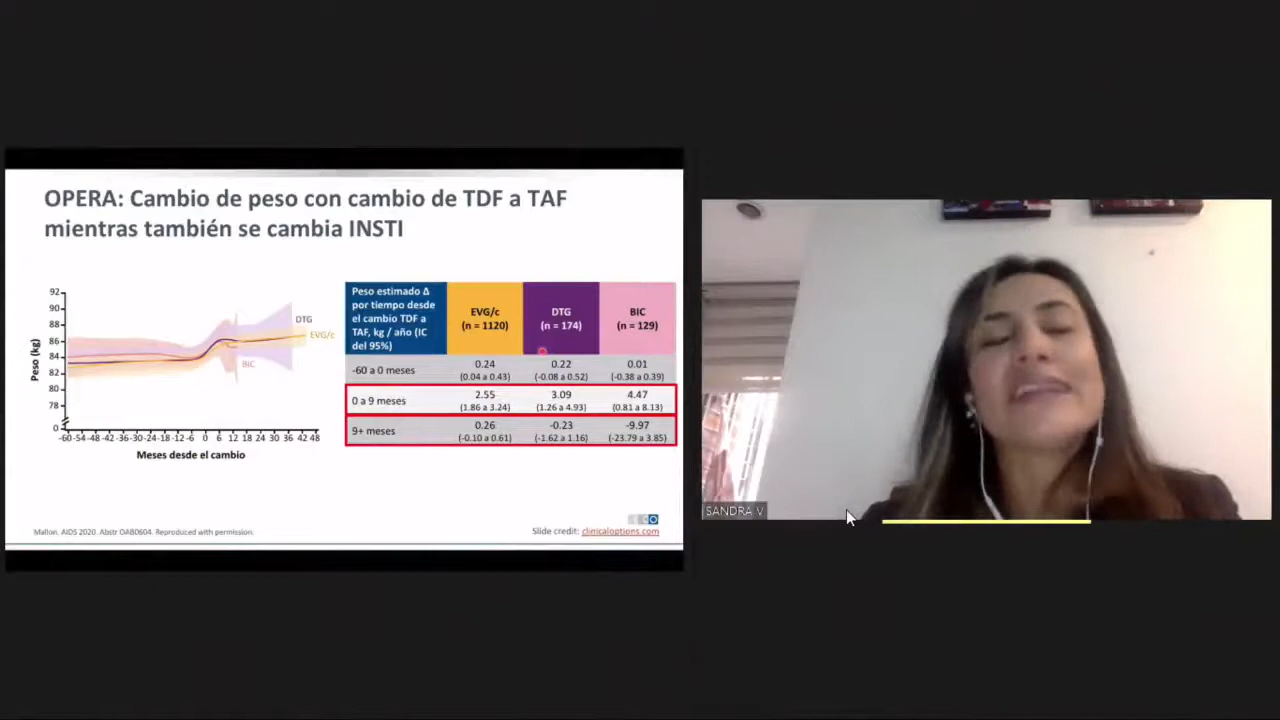 OPERA: Cambio de peso con cambio de TDF a TAF
mientras también se cambia INSTI
92
90
88
86
84
82
80
78
0
Peso (kg)
-60 -54 -48 -42 -36 -30 -24 -18 -12 -6 0 6 12 18 24 30 36 42 48
Meses desde el cambio
DTG
EVG/c
BIC
Peso estimado Δ
por tiempo desde
el cambio TDF a
TAF, kg / año (IC
del 95%)
EVG/c
(n = 1120)
DTG
(n = 174)
BIC
(n = 129)
-60 a 0 meses
0.24
(0.04 a 0.43)
0.22
(-0.08 a 0.52)
0.01
(-0.38 a 0.39)
0 a 9 meses
2.55
(1.86 a 3.24)
3.09
(1.26 a 4.93)
4.47
(0.81 a 8.13)
9+ meses
0.26
(-0.10 a 0.61)
-0.23
(-1.62 a 1.16)
-9.97
(-23.79 a 3.85)
Mallon. AIDS 2020. Abstr OAB0604. Reproduced with permission.
Slide credit: clinicaloptions.com
SANDRA V